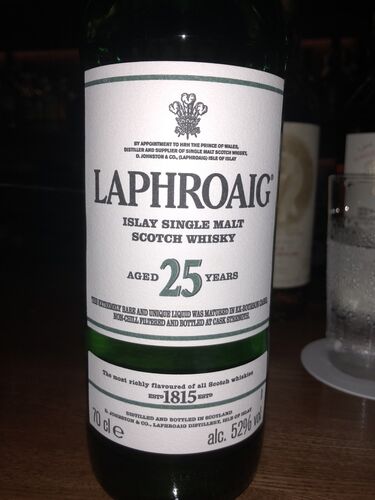 BY APPOINTMENT TO HRH THE PRINCE OF WALES,
DISTILLER AND SUPPLIER OF SINGLE MALT SCOTCH WHISKY,
D. JOHNSTON & CO., (LAPHROAIG) ISLE OF ISLAY
LAPHROAIG®
ISLAY SINGLE MALT
SCOTCH WHISKY
AGED 25 YEARS
THIS EXTREMELY RARE AND UNIQUE LIQUID WAS MATURED IN EX-BOURBON CASKS,
NON-CHILL FILTERED AND BOTTLED AT CASK STRENGTH.
The most richly flavoured of all Scotch whiskies
ESTD 1815 ESTD
DISTILLED AND BOTTLED IN SCOTLAND
D. JOHNSTON & CO., LAPHROAIG DISTILLERY, ISLE OF ISLAY
70 cl e
alc. 52% vol